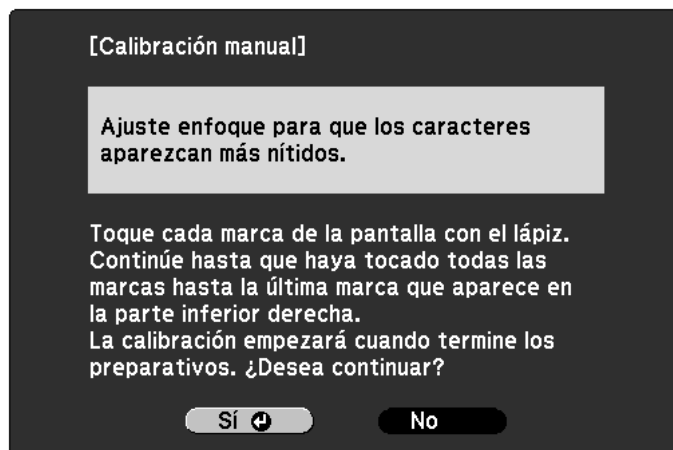 [Calibración manual]
Ajuste enfoque para que los caracteres
aparezcan más nítidos.
Toque cada marca de la pantalla con el lápiz.
Continúe hasta que haya tocado todas las
marcas hasta la última marca que aparece en
la parte inferior derecha.
La calibración empezará cuando termine los
preparativos. ¿Desea continuar?
Sí No